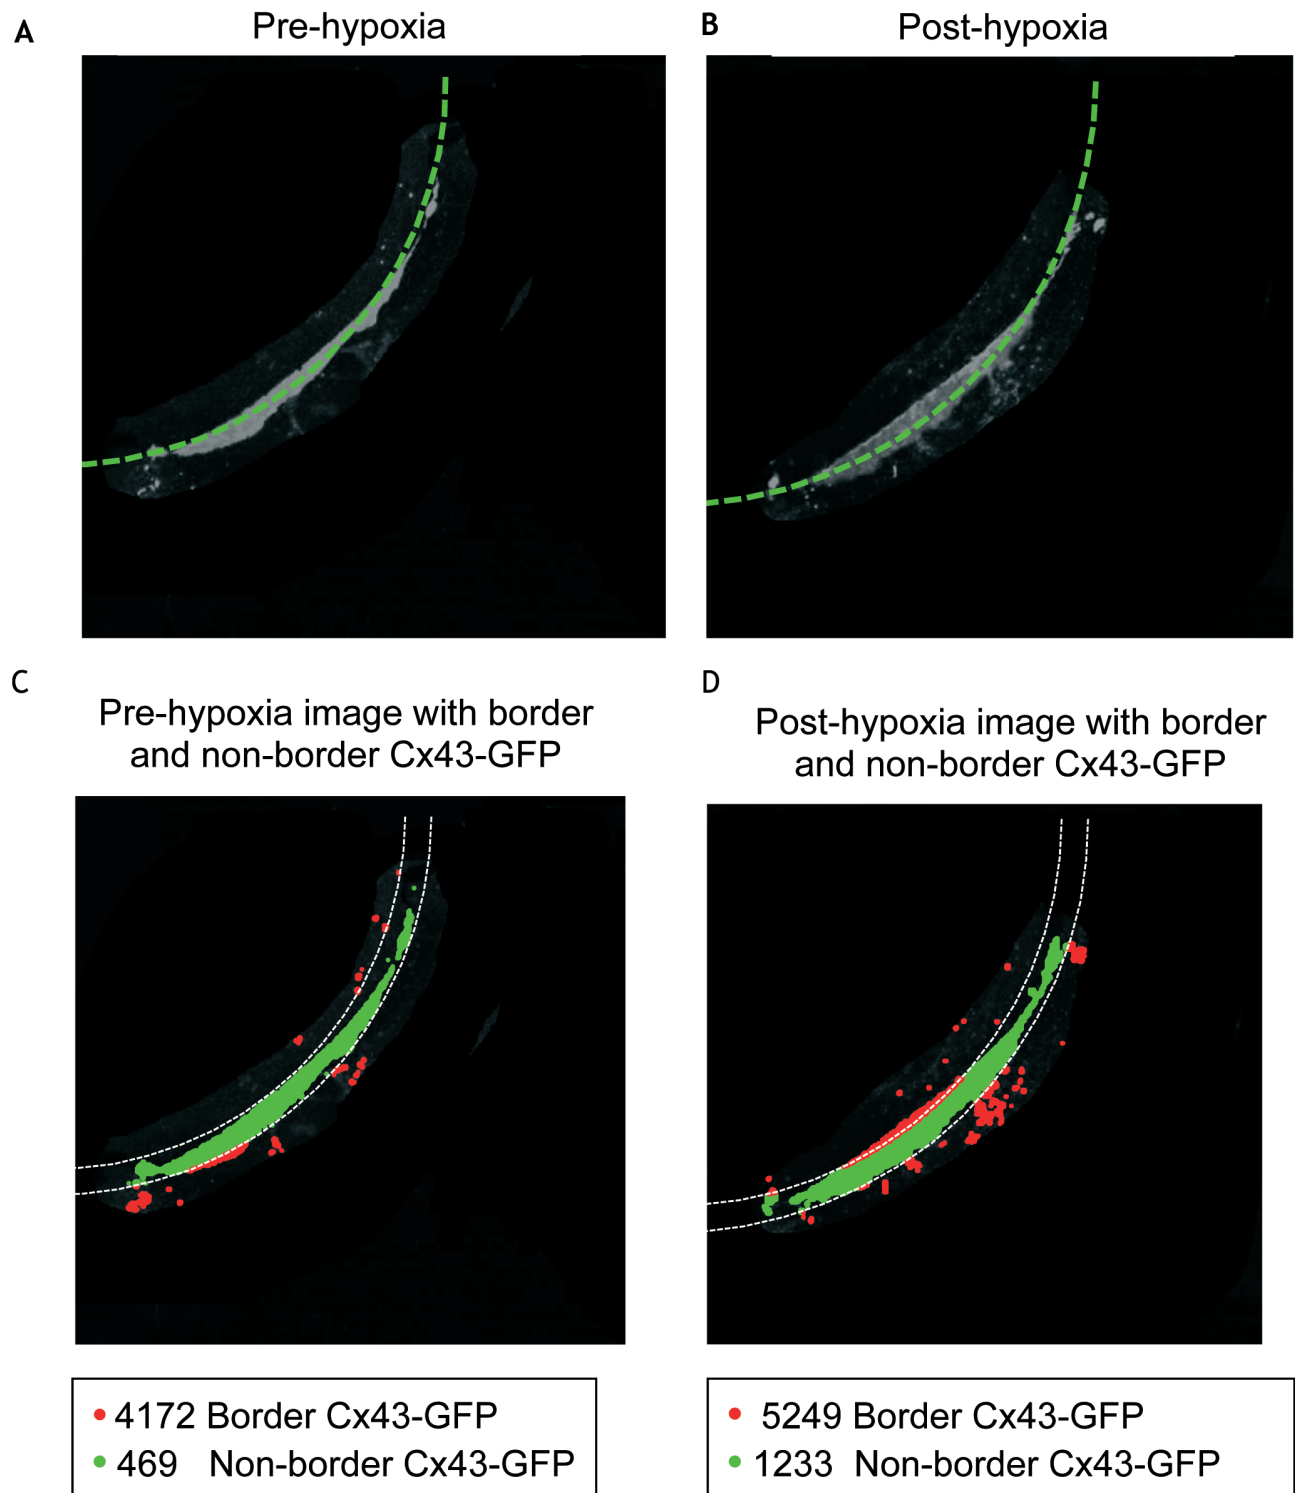 A
Pre-hypoxia
B
Post-hypoxia
C
Pre-hypoxia image with border
and non-border Cx43-GFP
D
Post-hypoxia image with border
and non-border Cx43-GFP
4172 Border Cx43-GFP
469 Non-border Cx43-GFP
5249 Border Cx43-GFP
1233 Non-border Cx43-GFP